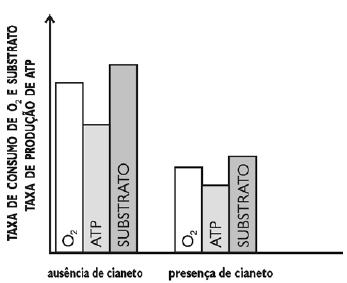 TAXA DE CONSUMO DE O₂ E SUBSTRATO
TAXA DE PRODUÇÃO DE ATP
O₂
ATP
SUBSTRATO
O₂
ATP
SUBSTRATO
ausência de cianeto
presença de cianeto